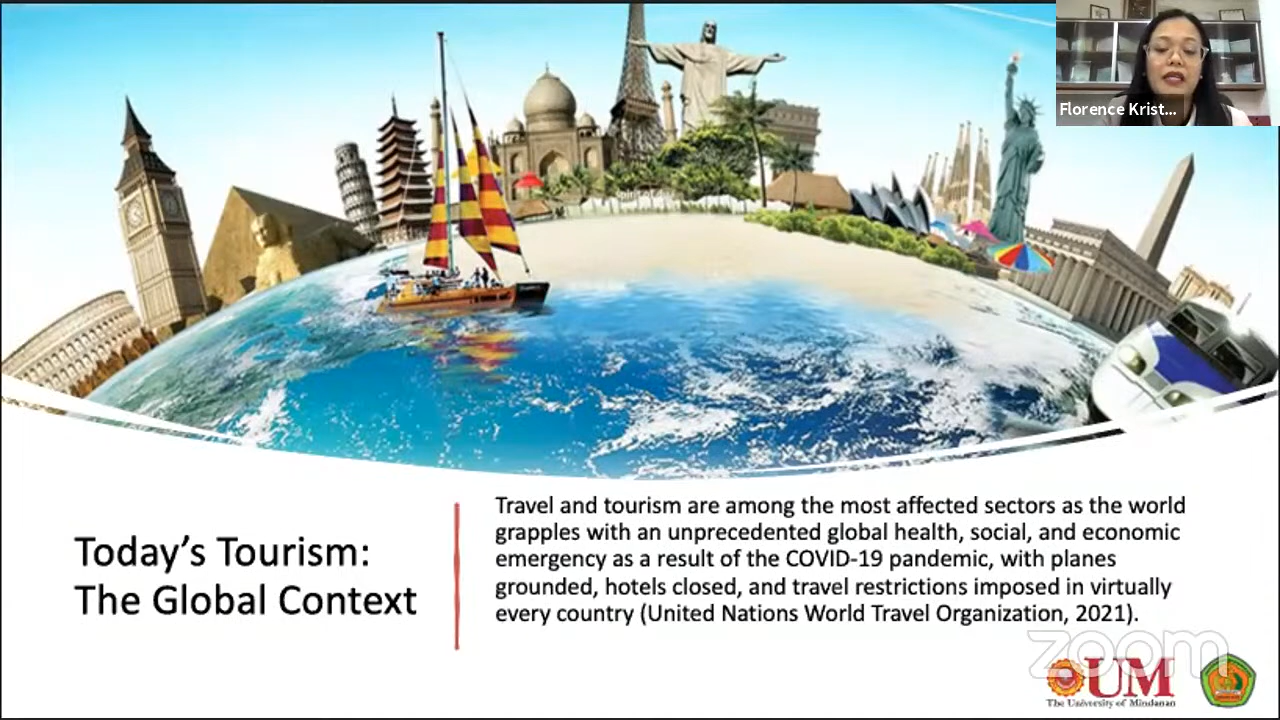 Florence Krist...
Today's Tourism:
The Global Context
Travel and tourism are among the most affected sectors as the world
grapples with an unprecedented global health, social, and economic
emergency as a result of the COVID-19 pandemic, with planes
grounded, hotels closed, and travel restrictions imposed in virtually
every country (United Nations World Travel Organization, 2021).
zoom
UM
The University of Mindanao